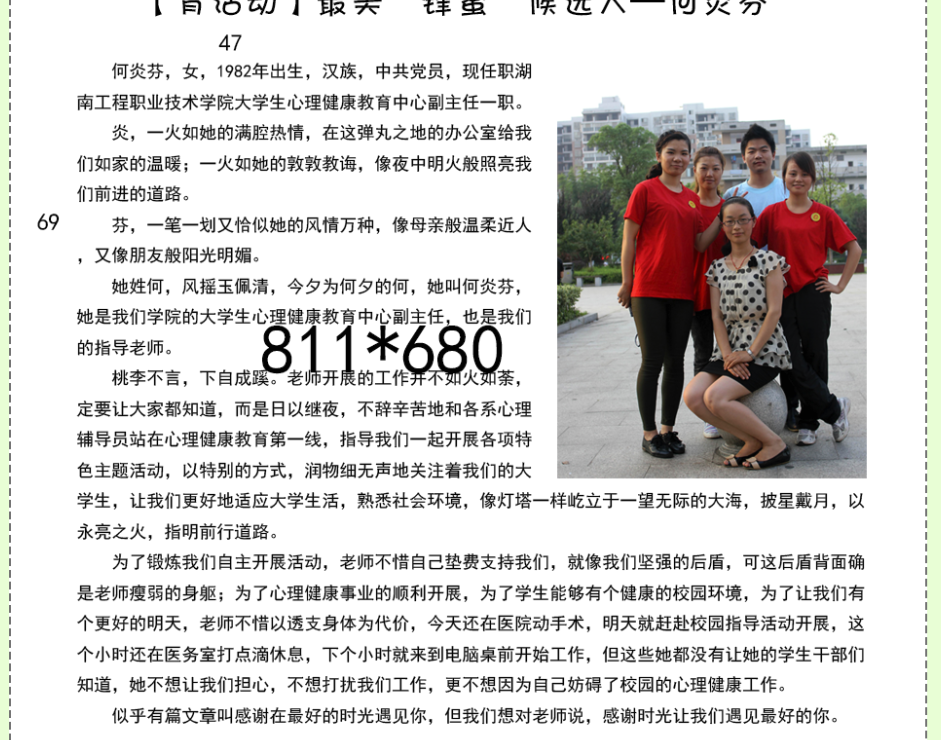 【育活动】最美"锋蜜"候选人—何炎芬
47
何炎芬，女，1982年出生，汉族，中共党员，现任职湖
南工程职业技术学院大学生心理健康教育中心副主任一职。
炎，一火如她的满腔热情，在这弹丸之地的办公室给我
们如家的温暖；一火如她的敦敦教诲，像夜中明火般照亮我
们前进的道路。
69
芬，一笔一划又恰似她的风情万种，像母亲般温柔近人
，又像朋友般阳光明媚。
她姓何，风摇玉佩清，今夕为何夕的何，她叫何炎芬，
她是我们学院的大学生心理健康教育中心副主任，也是我们
的指导老师。
811*680
桃李不言，下自成蹊。老师开展的工作并不如火如荼，
定要让大家都知道，而是日以继夜，不辞辛苦地和各系心理
辅导员站在心理健康教育第一线，指导我们一起开展各项特
色主题活动，以特别的方式，润物细无声地关注着我们的大
学生，让我们更好地适应大学生活，熟悉社会环境，像灯塔一样屹立于一望无际的大海，披星戴月，以
永亮之火，指明前行道路。
为了锻炼我们自主开展活动，老师不惜自己垫费支持我们，就像我们坚强的后盾，可这后盾背面确
是老师瘦弱的身躯；为了心理健康事业的顺利开展，为了学生能够有个健康的校园环境，为了让我们有
个更好的明天，老师不惜以透支身体为代价，今天还在医院动手术，明天就赶赴校园指导活动开展，这
个小时还在医务室打点滴休息，下个小时就来到电脑桌前开始工作，但这些她都没有让她的学生干部们
知道，她不想让我们担心，不想打扰我们工作，更不想因为自己妨碍了校园的心理健康工作。
似乎有篇文章叫感谢在最好的时光遇见你，但我们想对老师说，感谢时光让我们遇见最好的你。